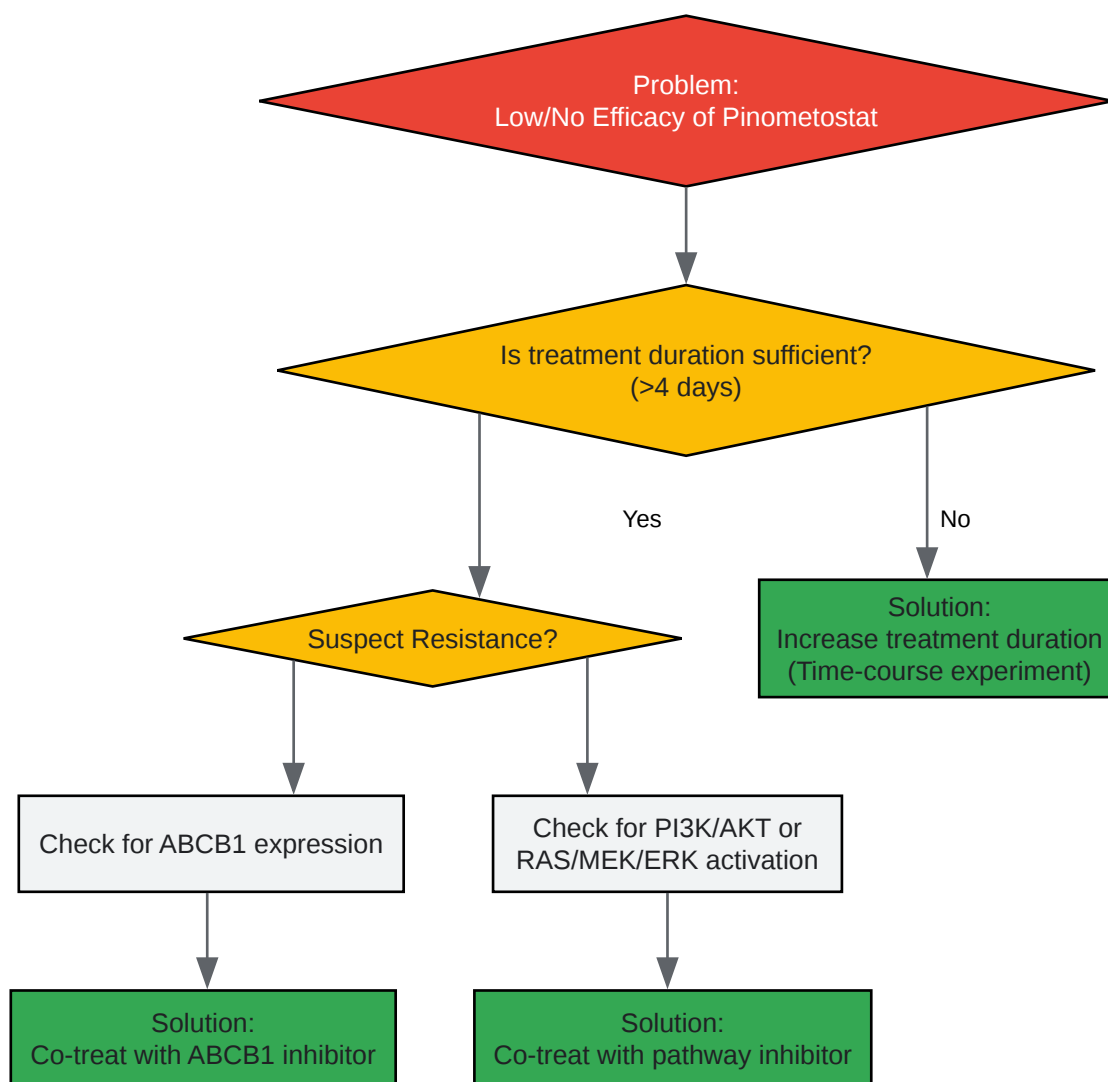 Problem:
Low/No Efficacy of Pinometostat
Is treatment duration sufficient?
(>4 days)
Yes
No
Suspect Resistance?
Solution:
Increase treatment duration
(Time-course experiment)
Check for ABCB1 expression
Check for PI3K/AKT or
RAS/MEK/ERK activation
Solution:
Co-treat with ABCB1 inhibitor
Solution:
Co-treat with pathway inhibitor